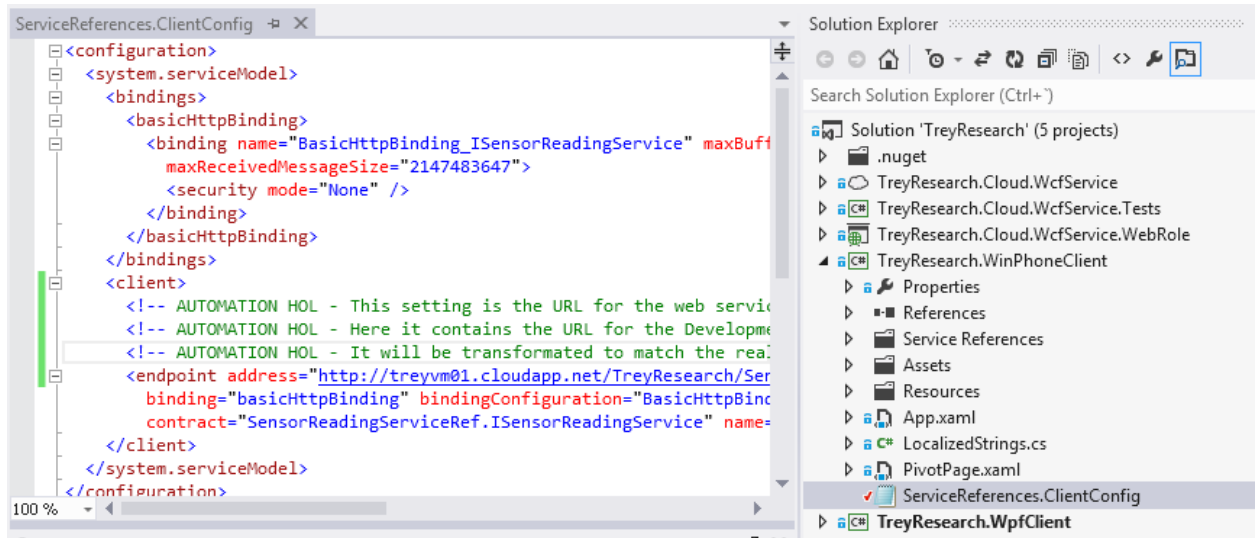 ServiceReferences.ClientConfig
<configuration>
<system.serviceModel>
<bindings>
<basicHttpBinding>
<binding name="BasicHttpBinding_ISensorReadingService" maxBuff
maxReceivedMessageSize="2147483647">
<security mode="None" />
</binding>
</basicHttpBinding>
</bindings>
<client>
<!-- AUTOMATION HOL - This setting is the URL for the web servic
<!-- AUTOMATION HOL - Here it contains the URL for the Developme
<!-- AUTOMATION HOL - It will be transformated to match the real
<endpoint address="http://treyvm01.cloudapp.net/TreyResearch/Ser
binding="basicHttpBinding" bindingConfiguration="BasicHttpBind
contract="SensorReadingServiceRef.ISensorReadingService" name=
</client>
</system.serviceModel>
</configuration>
100 %
Solution Explorer
Search Solution Explorer (Ctrl+`)
Solution 'TreyResearch' (5 projects)
.nuget
TreyResearch.Cloud.WcfService
C# TreyResearch.Cloud.WcfService.Tests
TreyResearch.Cloud.WcfService.WebRole
C# TreyResearch.WinPhoneClient
Properties
References
Service References
Assets
Resources
App.xaml
C# LocalizedStrings.cs
PivotPage.xaml
ServiceReferences.ClientConfig
C# TreyResearch.WpfClient